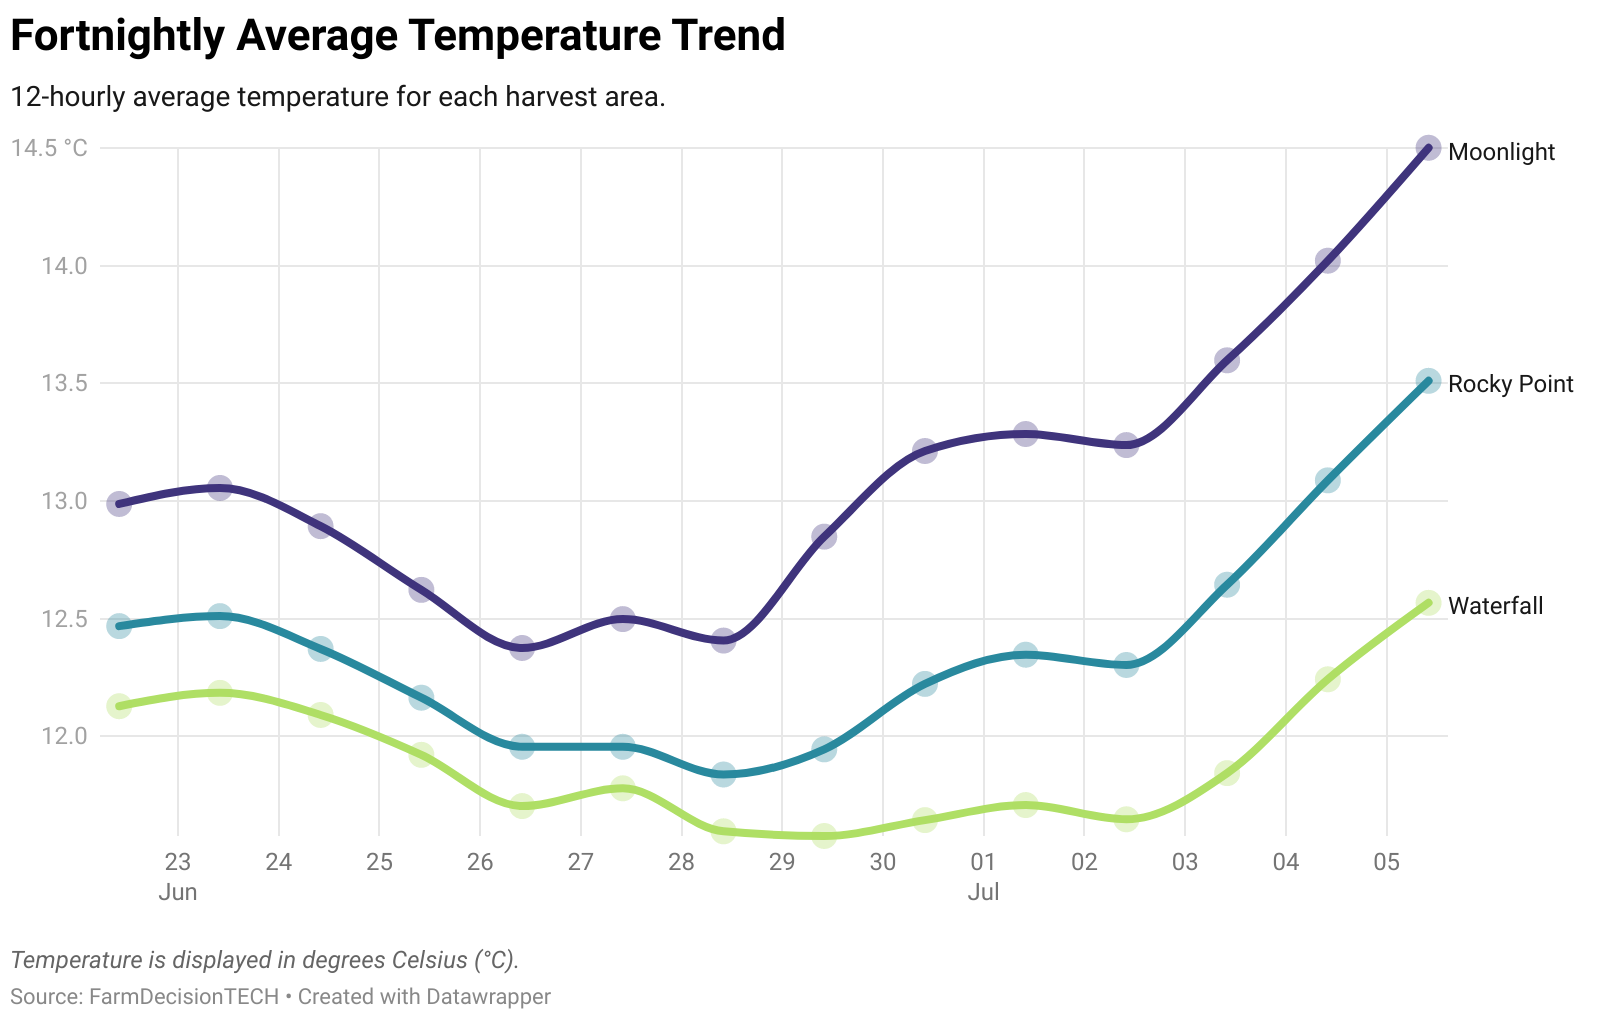 Fortnightly Average Temperature Trend
12-hourly average temperature for each harvest area.
14.5 °C
14.0
13.5
13.0
12.5
12.0
Moonlight
Rocky Point
Waterfall
23 24 25 26 27 28 29 30 01 02 03 04 05
Jun Jul
Temperature is displayed in degrees Celsius (°C).
Source: FarmDecisionTECH • Created with Datawrapper